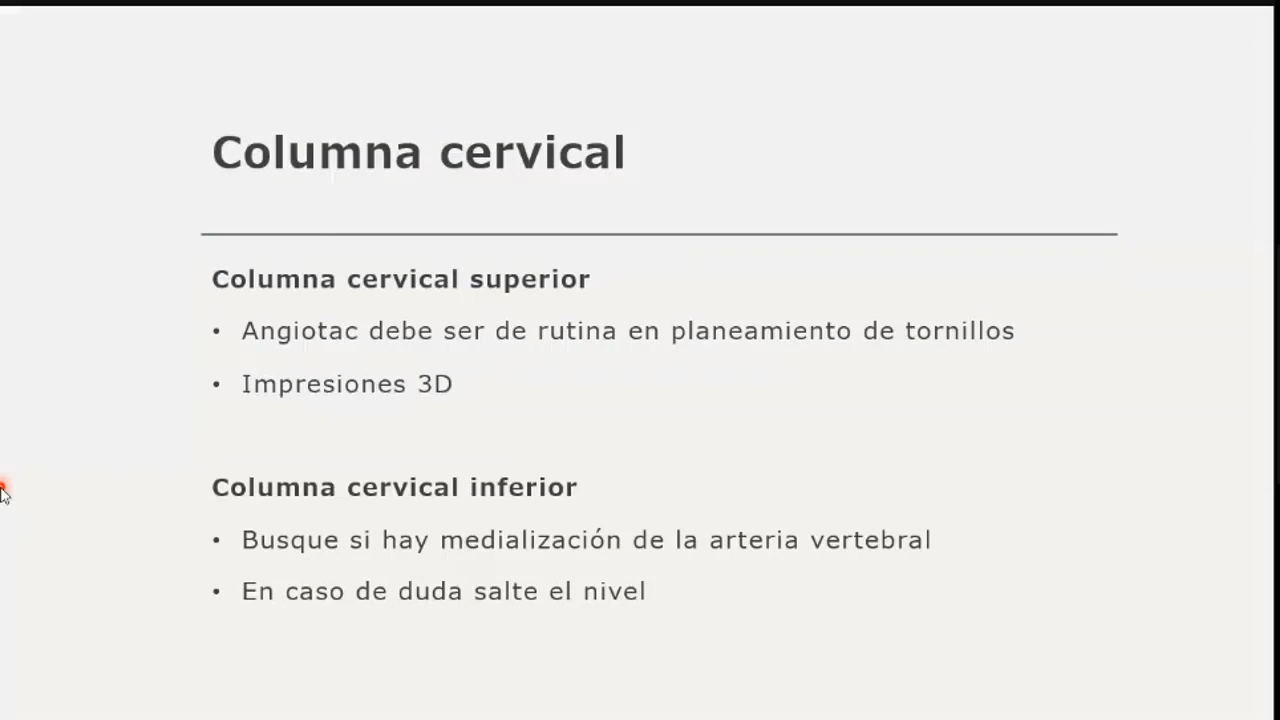 Columna cervical
Columna cervical superior
• Angiotac debe ser de rutina en planeamiento de tornillos
• Impresiones 3D
Columna cervical inferior
• Busque si hay medialización de la arteria vertebral
• En caso de duda salte el nivel